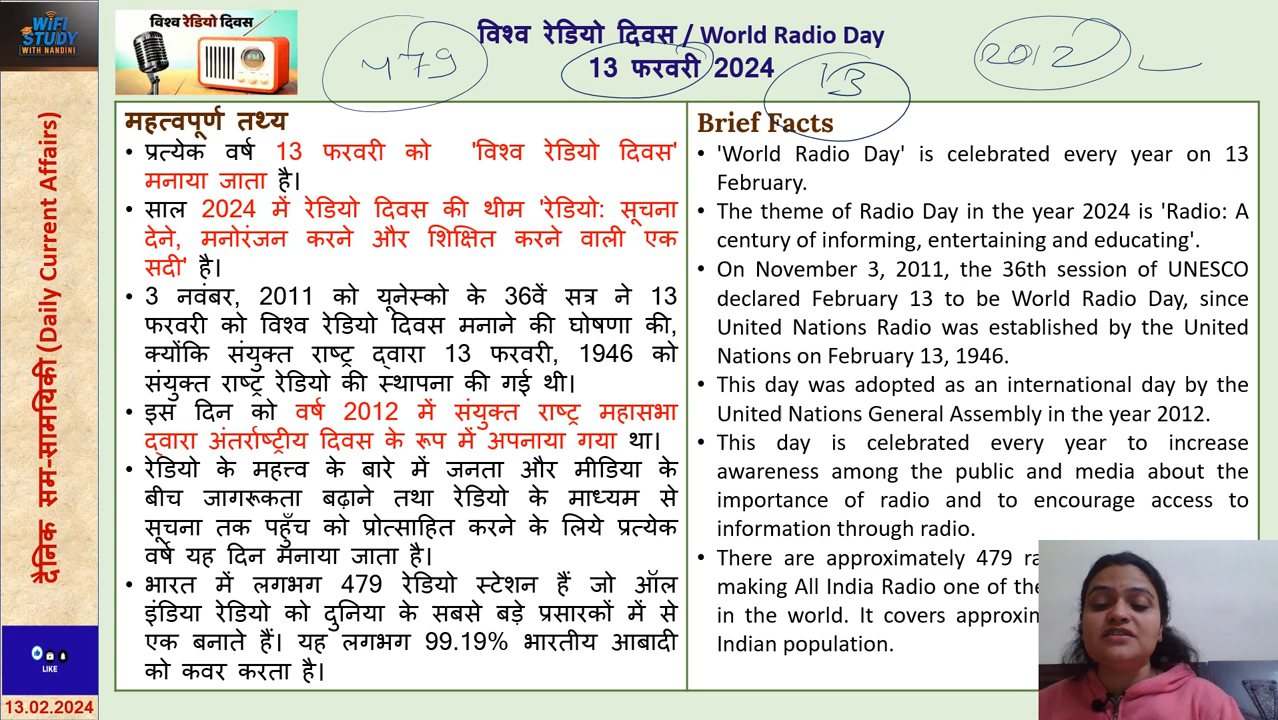 WiFi
STUDY
WITH NANDINI
विश्व रेडियो दिवस
FM
विश्व रेडियो दिवस / World Radio Day
13 फरवरी 2024
479
13
2012
दैनिक सम-सामयिकी (Daily Current Affairs)
महत्वपूर्ण तथ्य
• प्रत्येक वर्ष 13 फरवरी को 'विश्व रेडियो दिवस'
मनाया जाता है।
• साल 2024 में रेडियो दिवस की थीम 'रेडियो: सूचना
देने, मनोरंजन करने और शिक्षित करने वाली एक
सदी' है।
• 3 नवंबर, 2011 को यूनेस्को के 36वें सत्र ने 13
फरवरी को विश्व रेडियो दिवस मनाने की घोषणा की,
क्योंकि संयुक्त राष्ट्र द्वारा 13 फरवरी, 1946 को
संयुक्त राष्ट्र रेडियो की स्थापना की गई थी।
• इस दिन को वर्ष 2012 में संयुक्त राष्ट्र महासभा
द्वारा अंतर्राष्ट्रीय दिवस के रूप में अपनाया गया था।
• रेडियो के महत्त्व के बारे में जनता और मीडिया के
बीच जागरूकता बढ़ाने तथा रेडियो के माध्यम से
सूचना तक पहुँच को प्रोत्साहित करने के लिये प्रत्येक
वर्ष यह दिन मनाया जाता है।
• भारत में लगभग 479 रेडियो स्टेशन हैं जो ऑल
इंडिया रेडियो को दुनिया के सबसे बड़े प्रसारकों में से
एक बनाते हैं। यह लगभग 99.19% भारतीय आबादी
को कवर करता है।
Brief Facts
• 'World Radio Day' is celebrated every year on 13
February.
• The theme of Radio Day in the year 2024 is 'Radio: A
century of informing, entertaining and educating'.
• On November 3, 2011, the 36th session of UNESCO
declared February 13 to be World Radio Day, since
United Nations Radio was established by the United
Nations on February 13, 1946.
• This day was adopted as an international day by the
United Nations General Assembly in the year 2012.
• This day is celebrated every year to increase
awareness among the public and media about the
importance of radio and to encourage access to
information through radio.
• There are approximately 479
making All India Radio one of the
in the world. It covers
Indian population.
LIKE
13.02.2024